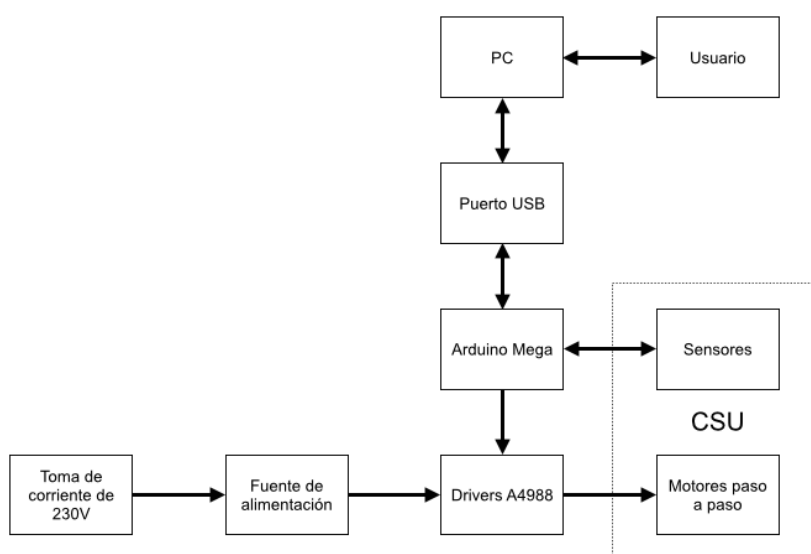 PC
Usuario
Puerto USB
Arduino Mega
Sensores
CSU
Toma de
corriente de
230V
Fuente de
alimentación
Drivers A4988
Motores paso
a paso